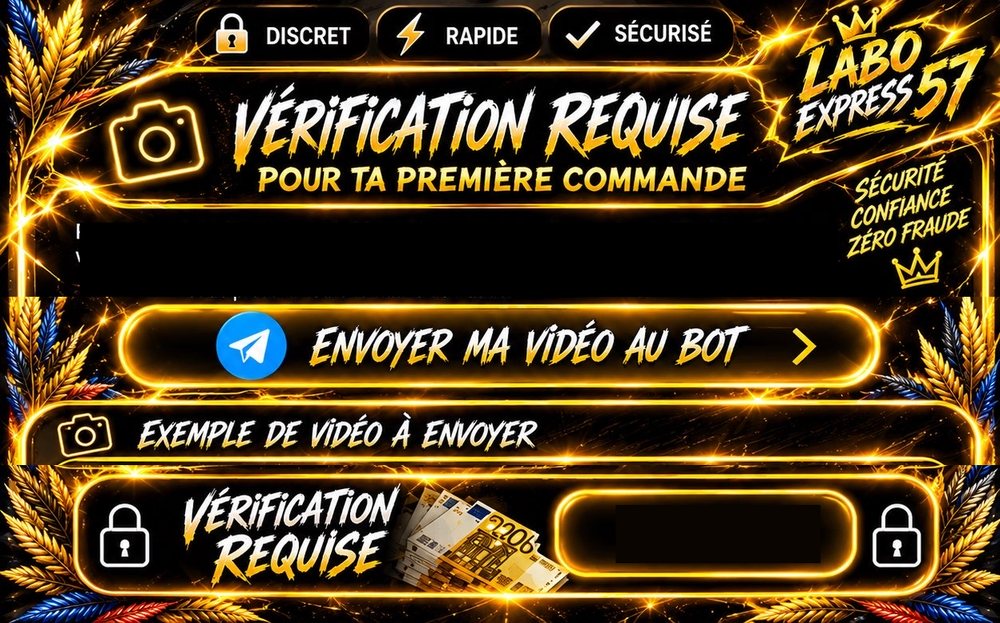 DISCRET
RAPIDE
SÉCURISÉ
LABO
EXPRESS 57
VÉRIFICATION REQUISE
POUR TA PREMIÈRE COMMANDE
SÉCURITÉ
CONFIANCE
ZÉRO FRAUDE
ENVOYER MA VIDÉO AU BOT
EXEMPLE DE VIDÉO À ENVOYER
VÉRIFICATION
REQUISE
200€